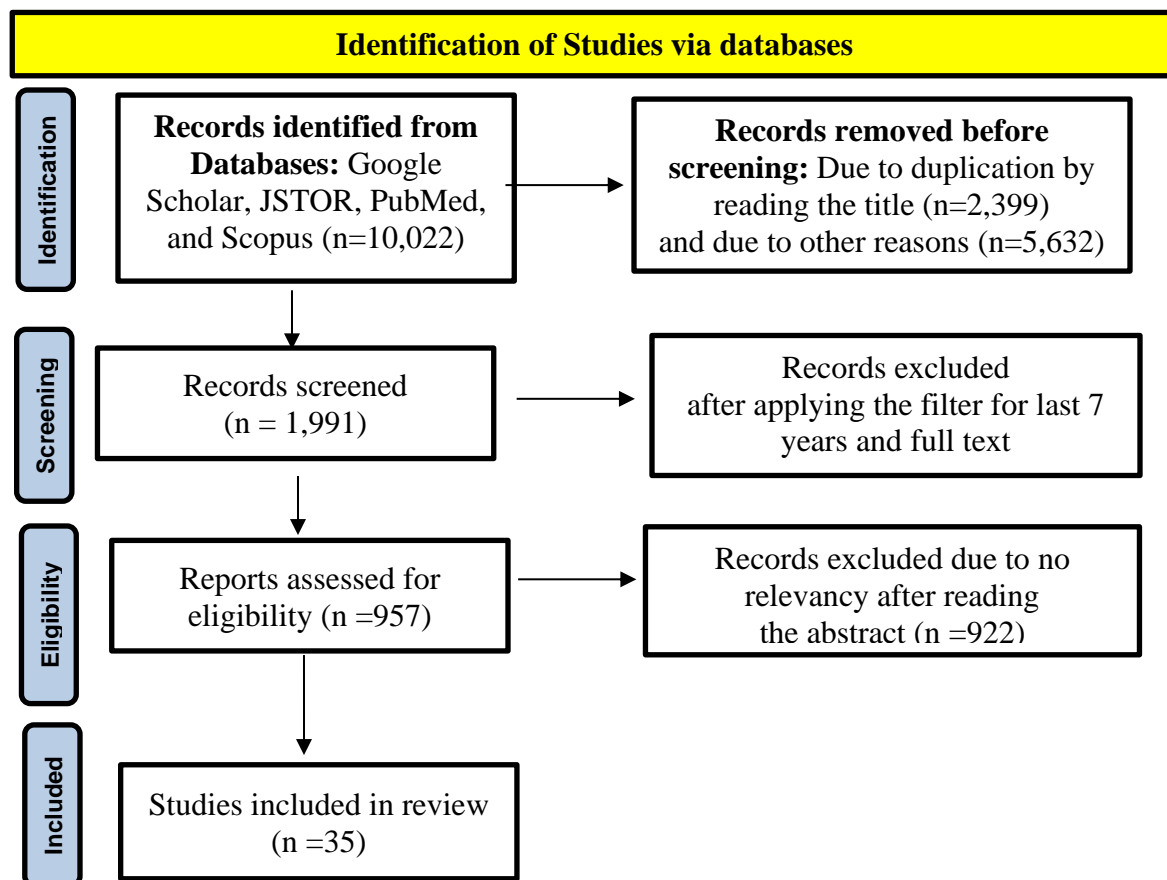 Identification of Studies via databases
Identification
Records identified from
Databases: Google
Scholar, JSTOR, PubMed,
and Scopus (n=10,022)
Records removed before
screening: Due to duplication by
reading the title (n=2,399)
and due to other reasons (n=5,632)
Screening
Records screened
(n = 1,991)
Records excluded
after applying the filter for last 7
years and full text
Eligibility
Reports assessed for
eligibility (n =957)
Records excluded due to no
relevancy after reading
the abstract (n =922)
Included
Studies included in review
(n =35)